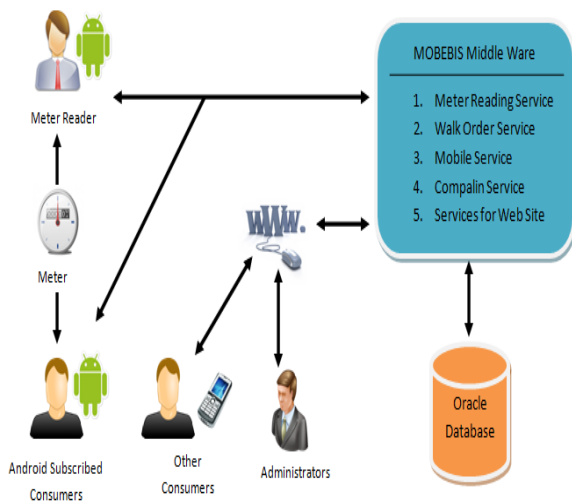 MOBEBIS Middle Ware
1. Meter Reading Service
2. Walk Order Service
3. Mobile Service
4. Compalin Service
5. Services for Web Site
Meter Reader
WWW.
Meter
Oracle
Database
Android Subscribed
Consumers
Other
Consumers
Administrators